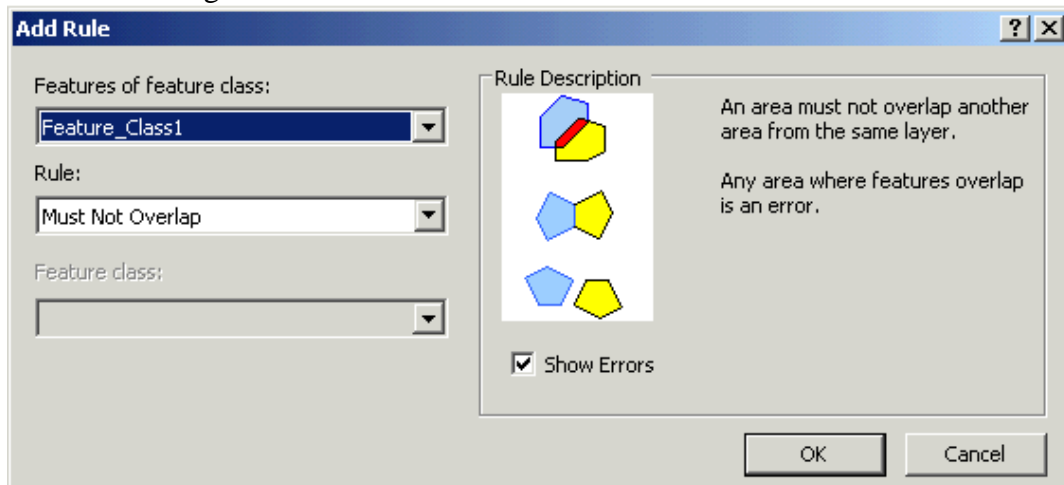 Add Rule
Features of feature class:
Feature_Class1
Rule:
Must Not Overlap
Feature class:
Rule Description
An area must not overlap another
area from the same layer.
Any area where features overlap
is an error.
Show Errors
OK
Cancel